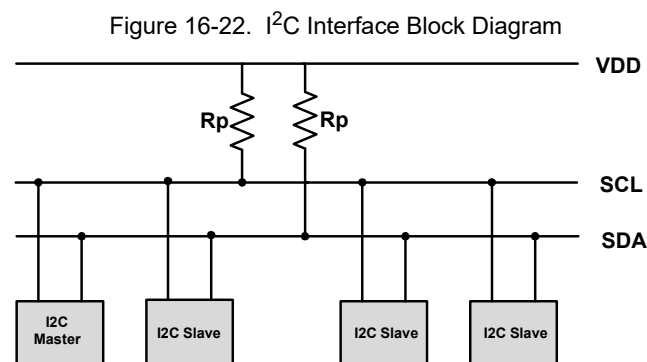 Figure 16-22. I2C Interface Block Diagram
VDD
Rp
Rp
SCL
SDA
I2C
Master
I2C Slave
I2C Slave
I2C Slave